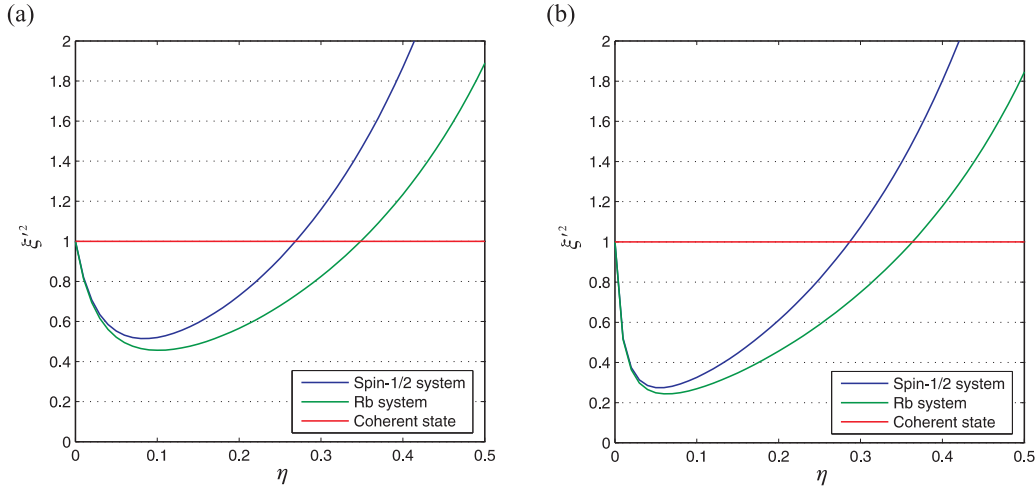 (a)
2
1.8
1.6
1.4
1.2
1
0.8
0.6
0.4
0.2
0
ξ′²
0 0.1 0.2 0.3 0.4 0.5
η
Spin-1/2 system
Rb system
Coherent state
(b)
2
1.8
1.6
1.4
1.2
1
0.8
0.6
0.4
0.2
0
ξ′²
0 0.1 0.2 0.3 0.4 0.5
η
Spin-1/2 system
Rb system
Coherent state